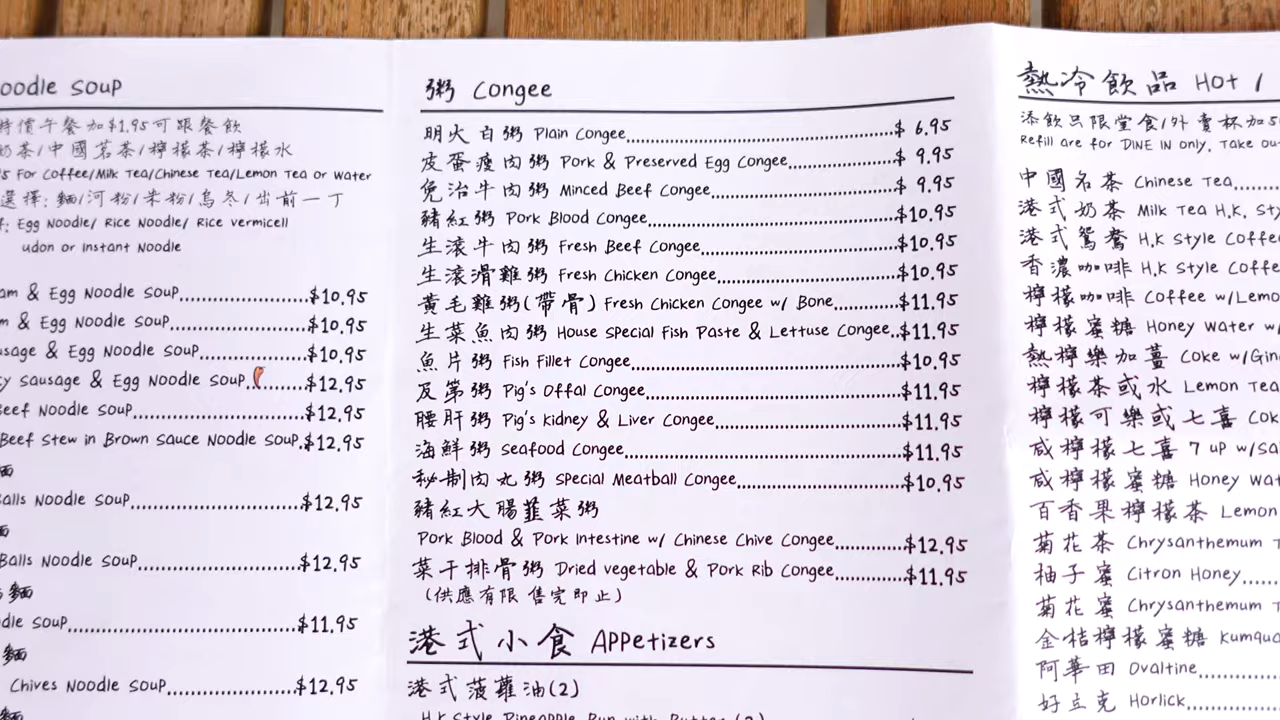 oodle Soup
特價午餐加$1.95可跟餐飲
奶茶/中國茗茶/檸檬茶/檸檬水
5 For Coffee/Milk Tea/Chinese Tea/Lemon Tea or Water
選擇: 麵/河粉/米粉/烏冬/出前一丁
f: Egg Noodle/ Rice Noodle/ Rice vermicell
udon or Instant Noodle
am & Egg Noodle Soup $10.95
m & Egg Noodle Soup $10.95
usage & Egg Noodle Soup $10.95
cy Sausage & Egg Noodle Soup $12.95
Beef Noodle Soup $12.95
Beef Stew in Brown Sauce Noodle Soup $12.95
麵
Balls Noodle Soup $12.95
麵
Balls Noodle Soup $12.95
麵
dle Soup $11.95
麵
Chives Noodle Soup $12.95
麵
粥 Congee
明火白粥 Plain Congee $ 6.95
皮蛋瘦肉粥 Pork & Preserved Egg Congee $ 9.95
免治牛肉粥 Minced Beef Congee $ 9.95
豬紅粥 Pork Blood Congee $10.95
生滾牛肉粥 Fresh Beef Congee $10.95
生滾滑雞粥 Fresh Chicken Congee $10.95
黃毛雞粥(帶骨) Fresh Chicken Congee w/ Bone $11.95
生菜魚肉粥 House Special Fish Paste & Lettuse Congee $11.95
魚片粥 Fish Fillet Congee $10.95
及第粥 Pig's Offal Congee $11.95
腰肝粥 Pig's Kidney & Liver Congee $11.95
海鮮粥 Seafood Congee $11.95
秘制肉丸粥 Special Meatball Congee $10.95
豬紅大腸韮菜粥
Pork Blood & Pork Intestine w/ Chinese Chive Congee $12.95
菜干排骨粥 Dried vegetable & Pork Rib Congee $11.95
(供應有限 售完即止)
港式小食 Appetizers
港式菠蘿油(2)
H.K Style Pineapple Bun with Butter (2)
熱冷飲品 Hot /
添飲只限堂食/外賣杯加5
Refill are for DINE IN only, Take ou
中國名茶 Chinese Tea
港式奶茶 Milk Tea H.K. Sty
港式鴛鴦 H.K Style Coffe
香濃咖啡 H.K Style Coffe
檸檬咖啡 Coffee w/Lemo
檸檬蜜糖 Honey Water w/
熱檸樂加薑 Coke w/Gin
檸檬茶或水 Lemon Tea
檸檬可樂或七喜 Cok
咸檸檬七喜 7 up w/Sa
咸檸檬蜜糖 Honey Wat
百香果檸檬茶 Lemon
菊花茶 Chrysanthemum T
柚子蜜 Citron Honey
菊花蜜 Chrysanthemum T
金桔檸檬蜜糖 Kumqua
阿華田 Ovaltine
好立克 Horlick